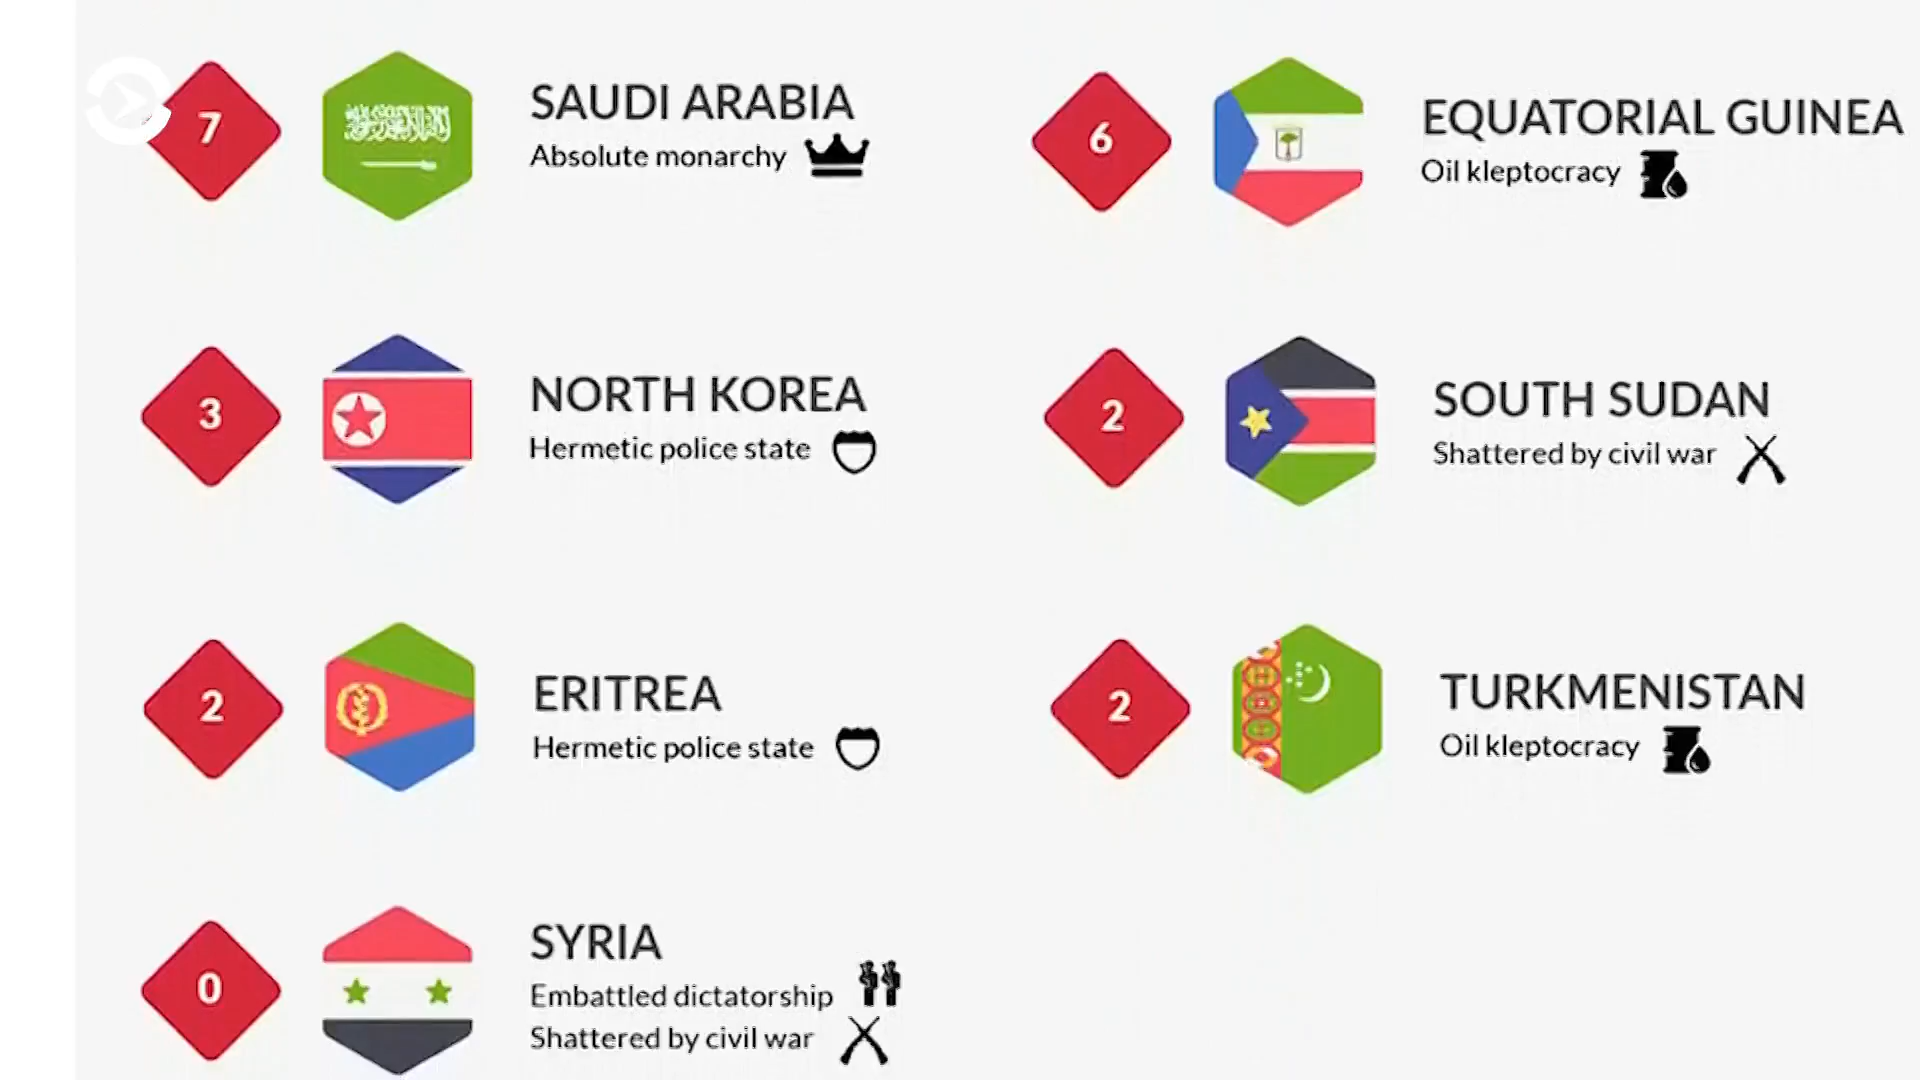 7
SAUDI ARABIA
Absolute monarchy
6
EQUATORIAL GUINEA
Oil kleptocracy
3
NORTH KOREA
Hermetic police state
2
SOUTH SUDAN
Shattered by civil war
2
ERITREA
Hermetic police state
2
TURKMENISTAN
Oil kleptocracy
0
SYRIA
Embattled dictatorship
Shattered by civil war